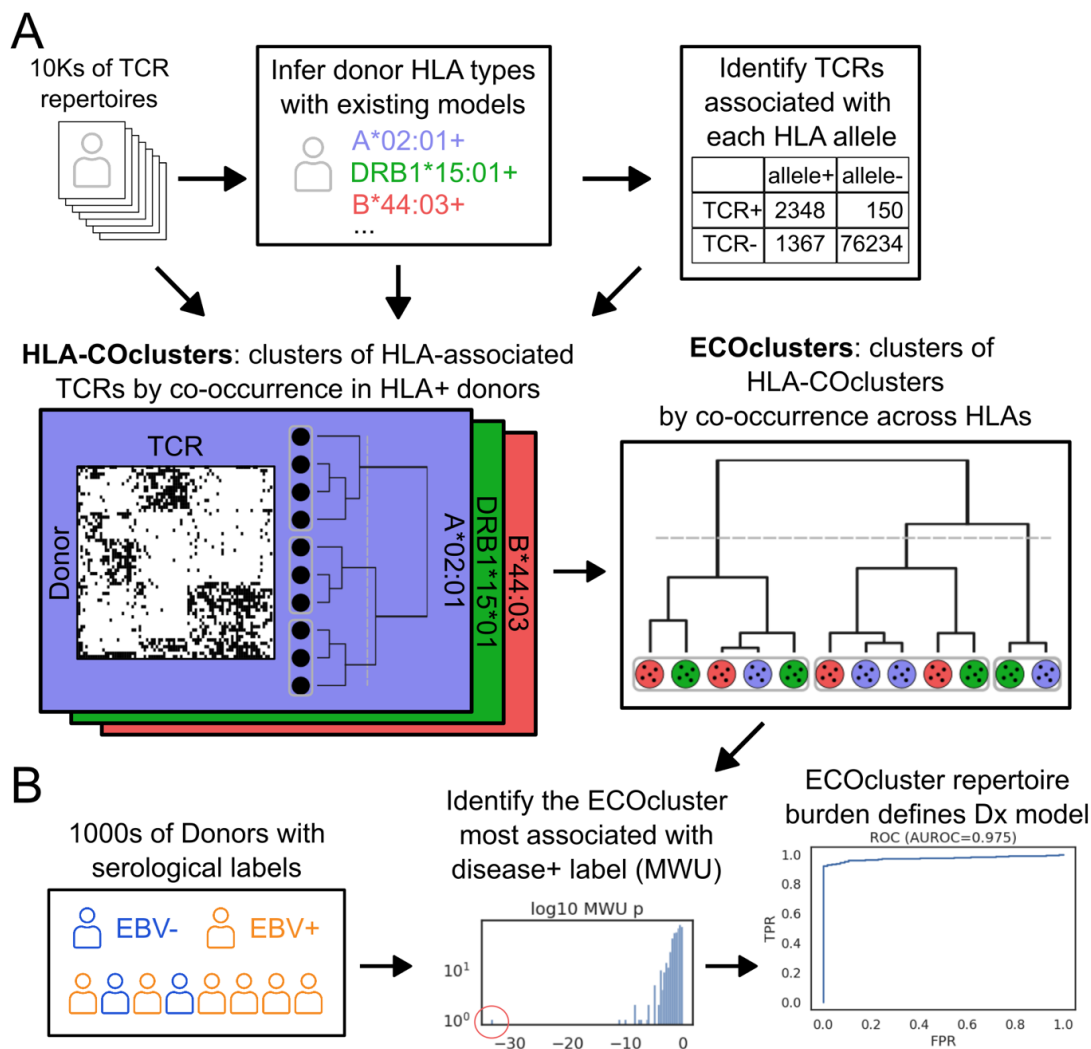 A
10Ks of TCR
repertoires
Infer donor HLA types
with existing models
A*02:01+
DRB1*15:01+
B*44:03+
...
Identify TCRs
associated with
each HLA allele
allele+ allele-
TCR+ 2348 150
TCR- 1367 76234
HLA-COclusters: clusters of HLA-associated
TCRs by co-occurrence in HLA+ donors
TCR
Donor
A*02:01
DRB1*15*01
B*44:03
ECOclusters: clusters of
HLA-COclusters
by co-occurrence across HLAs
B
1000s of Donors with
serological labels
EBV- EBV+
Identify the ECOcluster
most associated with
disease+ label (MWU)
log10 MWU p
10¹
10⁰
−30 −20 −10 0
ECOcluster repertoire
burden defines Dx model
ROC (AUROC=0.975)
TPR
1.0
0.8
0.6
0.4
0.2
0.0
0.0 0.2 0.4 0.6 0.8 1.0
FPR